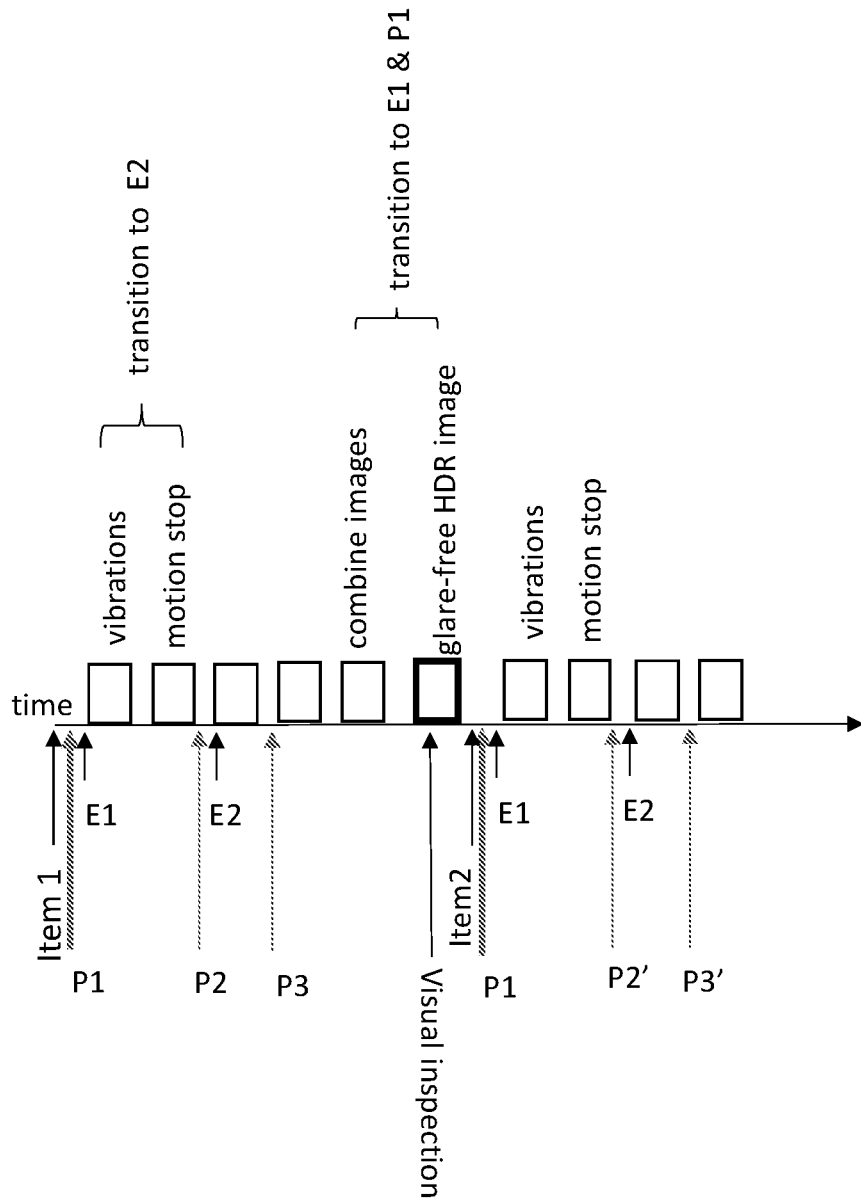 transition to E2
transition to E1 & P1
vibrations
motion stop
combine images
glare-free HDR image
vibrations
motion stop
time
E1
E2
E1
E2
Item 1
Item2
P1
P2
P3
Visual inspection
P1
P2’
P3’